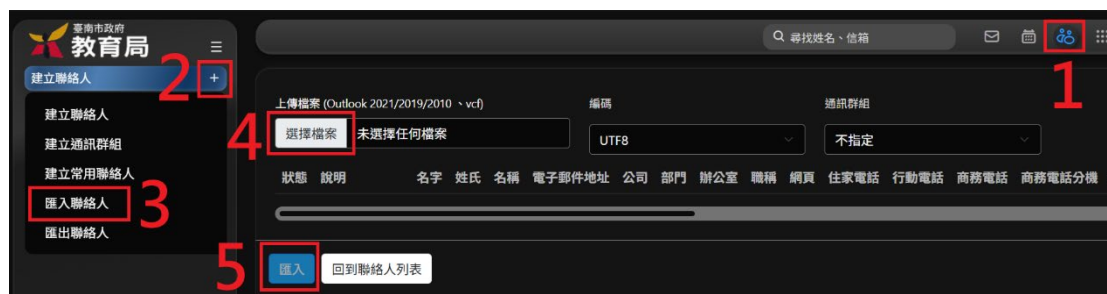 臺南市政府
教育局
尋找姓名、信箱
1
建立聯絡人 +
2
建立聯絡人
建立通訊群組
建立常用聯絡人
匯入聯絡人
3
匯出聯絡人
上傳檔案 (Outlook 2021/2019/2010 、vcf) 編碼 通訊群組
4
選擇檔案 未選擇任何檔案 UTF8 不指定
狀態 說明 名字 姓氏 名稱 電子郵件地址 公司 部門 辦公室 職稱 網頁 住家電話 行動電話 商務電話 商務電話分機
5
匯入 回到聯絡人列表